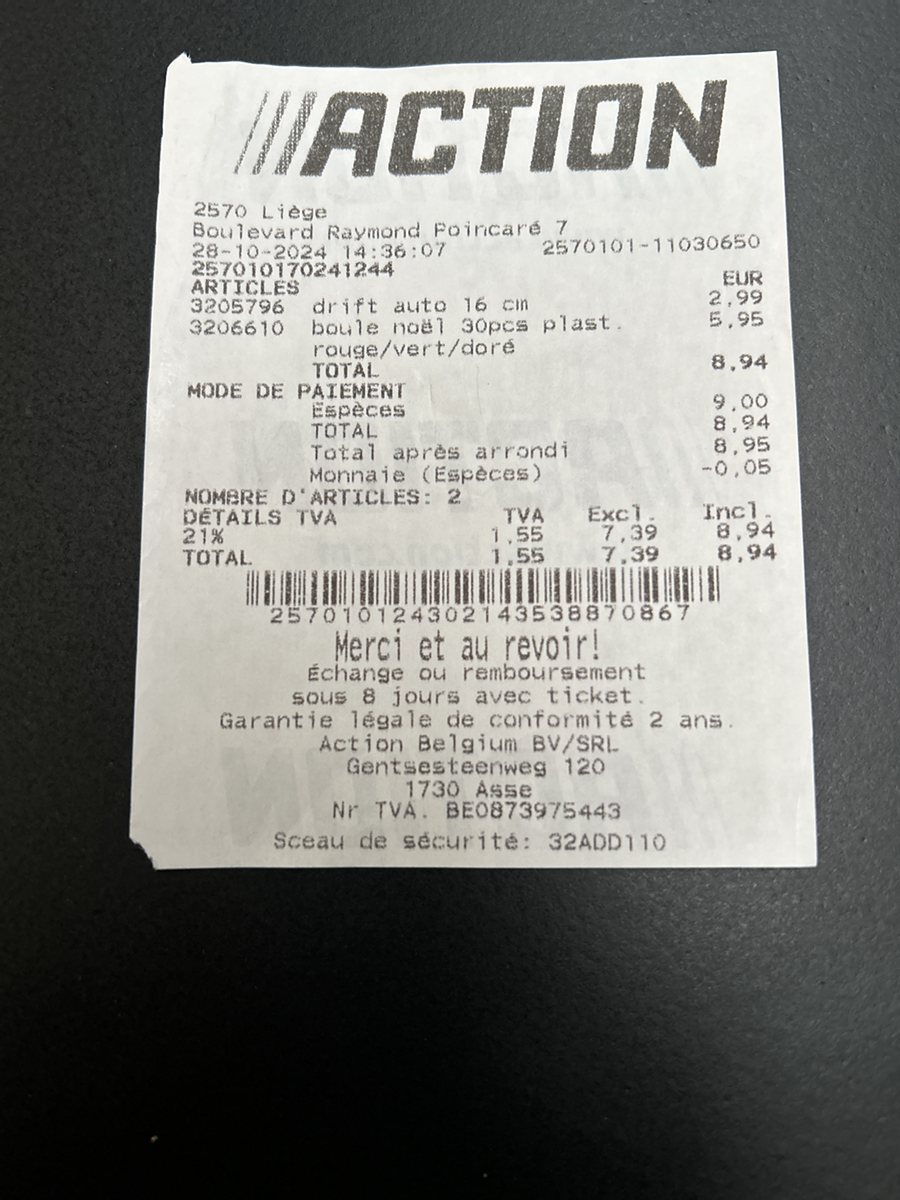 ///ACTION
2570 Liège
Boulevard Raymond Poincaré 7
28-10-2024 14:36:07 2570101-11030650
257010170241244
ARTICLES EUR
3205796 drift auto 16 cm 2,99
3206610 boule noël 30pcs plast. 5,95
rouge/vert/doré
TOTAL 8,94
MODE DE PAIEMENT
Espèces 9,00
TOTAL 8,94
Total après arrondi 8,95
Monnaie (Espèces) -0,05
NOMBRE D'ARTICLES: 2
DÉTAILS TVA TVA Excl. Incl.
21% 1,55 7,39 8,94
TOTAL 1,55 7,39 8,94
257010124302143538870867
Merci et au revoir!
Échange ou remboursement
sous 8 jours avec ticket.
Garantie légale de conformité 2 ans.
Action Belgium BV/SRL
Gentsesteenweg 120
1730 Asse
Nr TVA. BE0873975443
Sceau de sécurité: 32ADD110